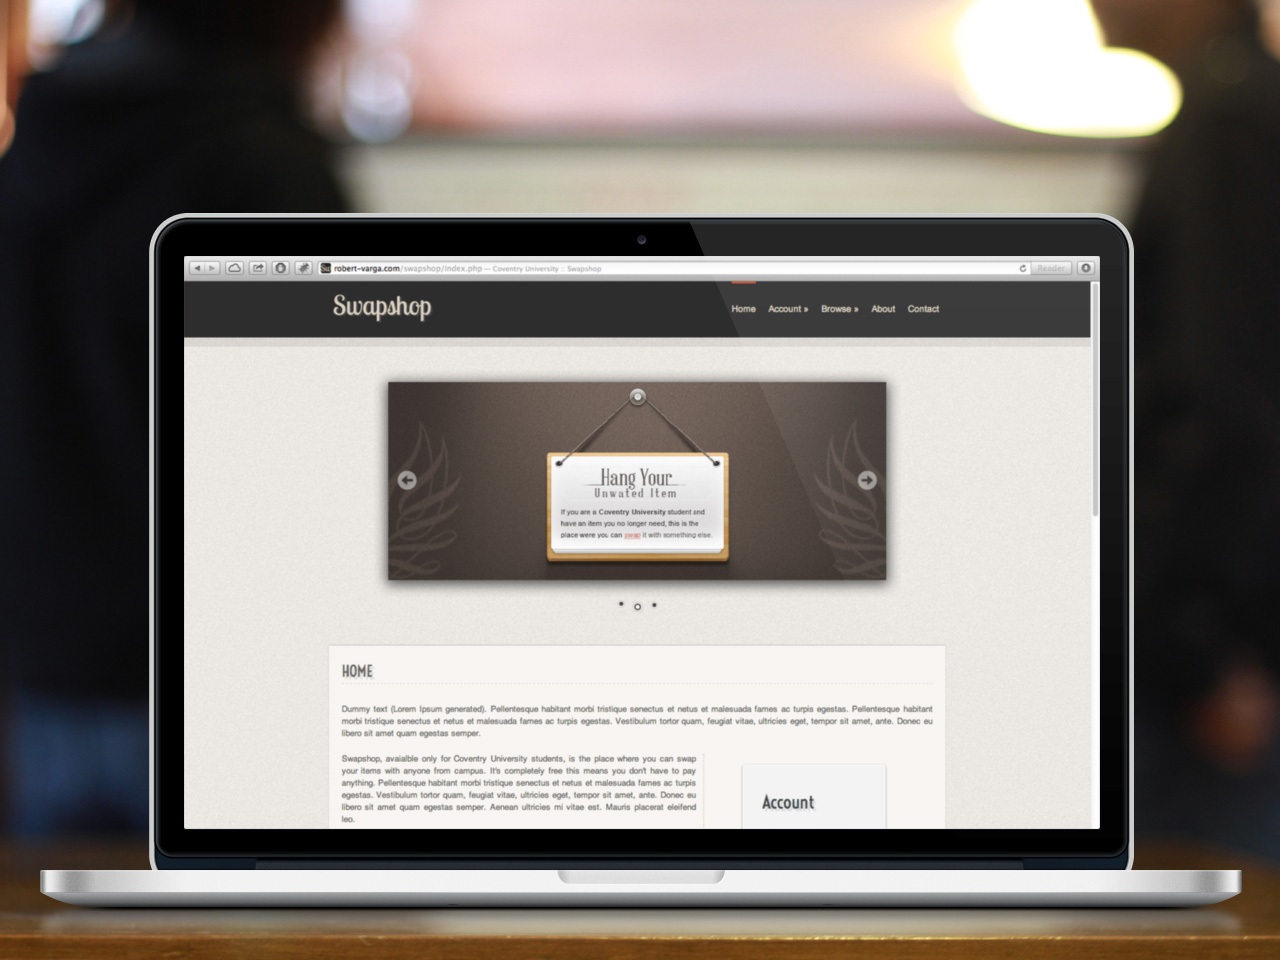 robert-varga.com/swapshop/index.php — Coventry University :: Swapshop
Reader
Swapshop
Home Account » Browse » About Contact
Hang Your
Unwated Item
If you are a Coventry University student and
have an item you no longer need, this is the
place were you can swap it with something else.
HOME
Dummy text (Lorem Ipsum generated). Pellentesque habitant morbi tristique senectus et netus et malesuada fames ac turpis egestas. Pellentesque habitant
morbi tristique senectus et netus et malesuada fames ac turpis egestas. Vestibulum tortor quam, feugiat vitae, ultricies eget, tempor sit amet, ante. Donec eu
libero sit amet quam egestas semper.
Swapshop, avaialble only for Coventry University students, is the place where you can swap
your items with anyone from campus. It's completely free this means you don't have to pay
anything. Pellentesque habitant morbi tristique senectus et netus et malesuada fames ac turpis
egestas. Vestibulum tortor quam, feugiat vitae, ultricies eget, tempor sit amet, ante. Donec eu
libero sit amet quam egestas semper. Aenean ultricies mi vitae est. Mauris placerat eleifend
leo.
Account